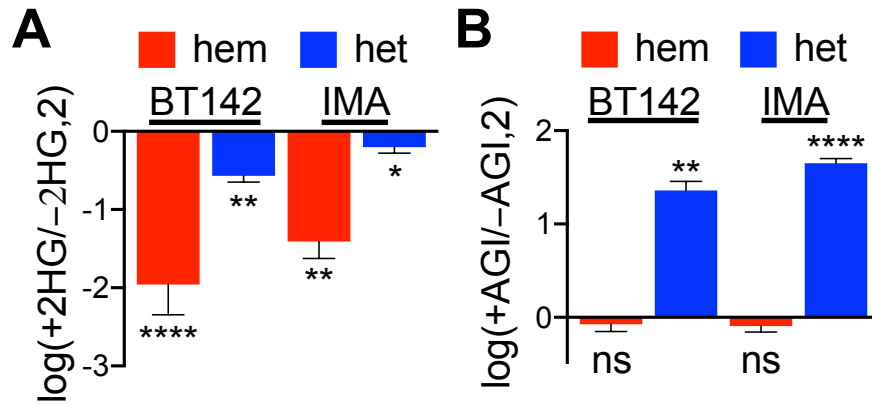 A
hem het
BT142 IMA
log(+2HG/−2HG,2)
0
-1
-2
-3
****
**
**
*
B
hem het
BT142 IMA
log(+AGI/−AGI,2)
2
1
0
ns
**
ns
****